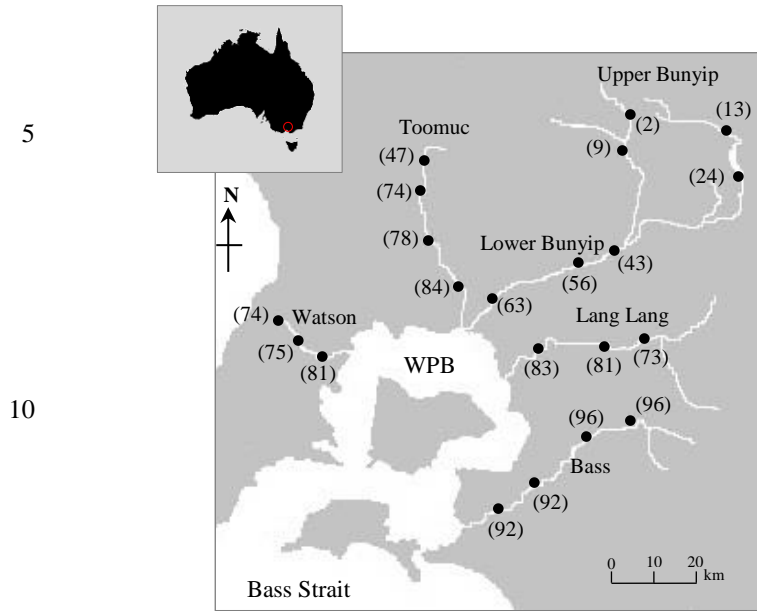 Upper Bunyip
(13)
5
Toomuc
(2)
(47)
(9)
(24)
(74)
N
(78)
Lower Bunyip
(43)
(56)
(84)
(63)
(74)
Watson
Lang Lang
(75)
WPB
(81)
(83)
(81)
(73)
10
(96)
(96)
Bass
(92)
(92)
0 10 20
km
Bass Strait